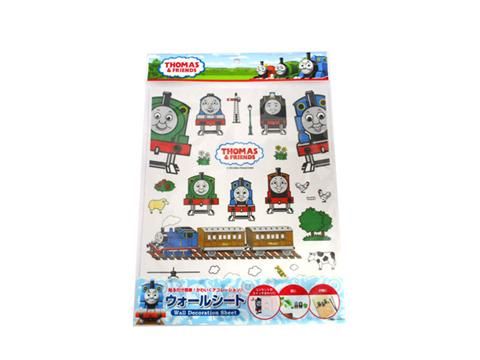 THOMAS
& FRIENDS
THOMAS
& FRIENDS
貼るだけ簡単!かわいくデコレーション!
ウォールシート
Wall Decoration Sheet